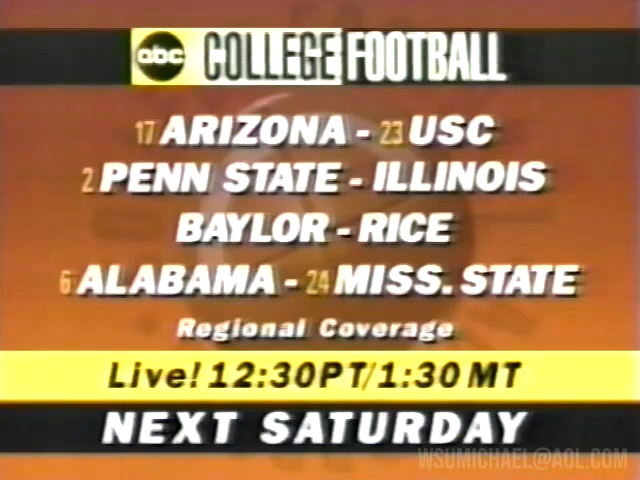 abc COLLEGE FOOTBALL
17 ARIZONA - 23 USC
2 PENN STATE - ILLINOIS
BAYLOR - RICE
6 ALABAMA - 24 MISS. STATE
Regional Coverage
Live! 12:30PT/1:30MT
NEXT SATURDAY
WSUMICHAEL@AOL.COM